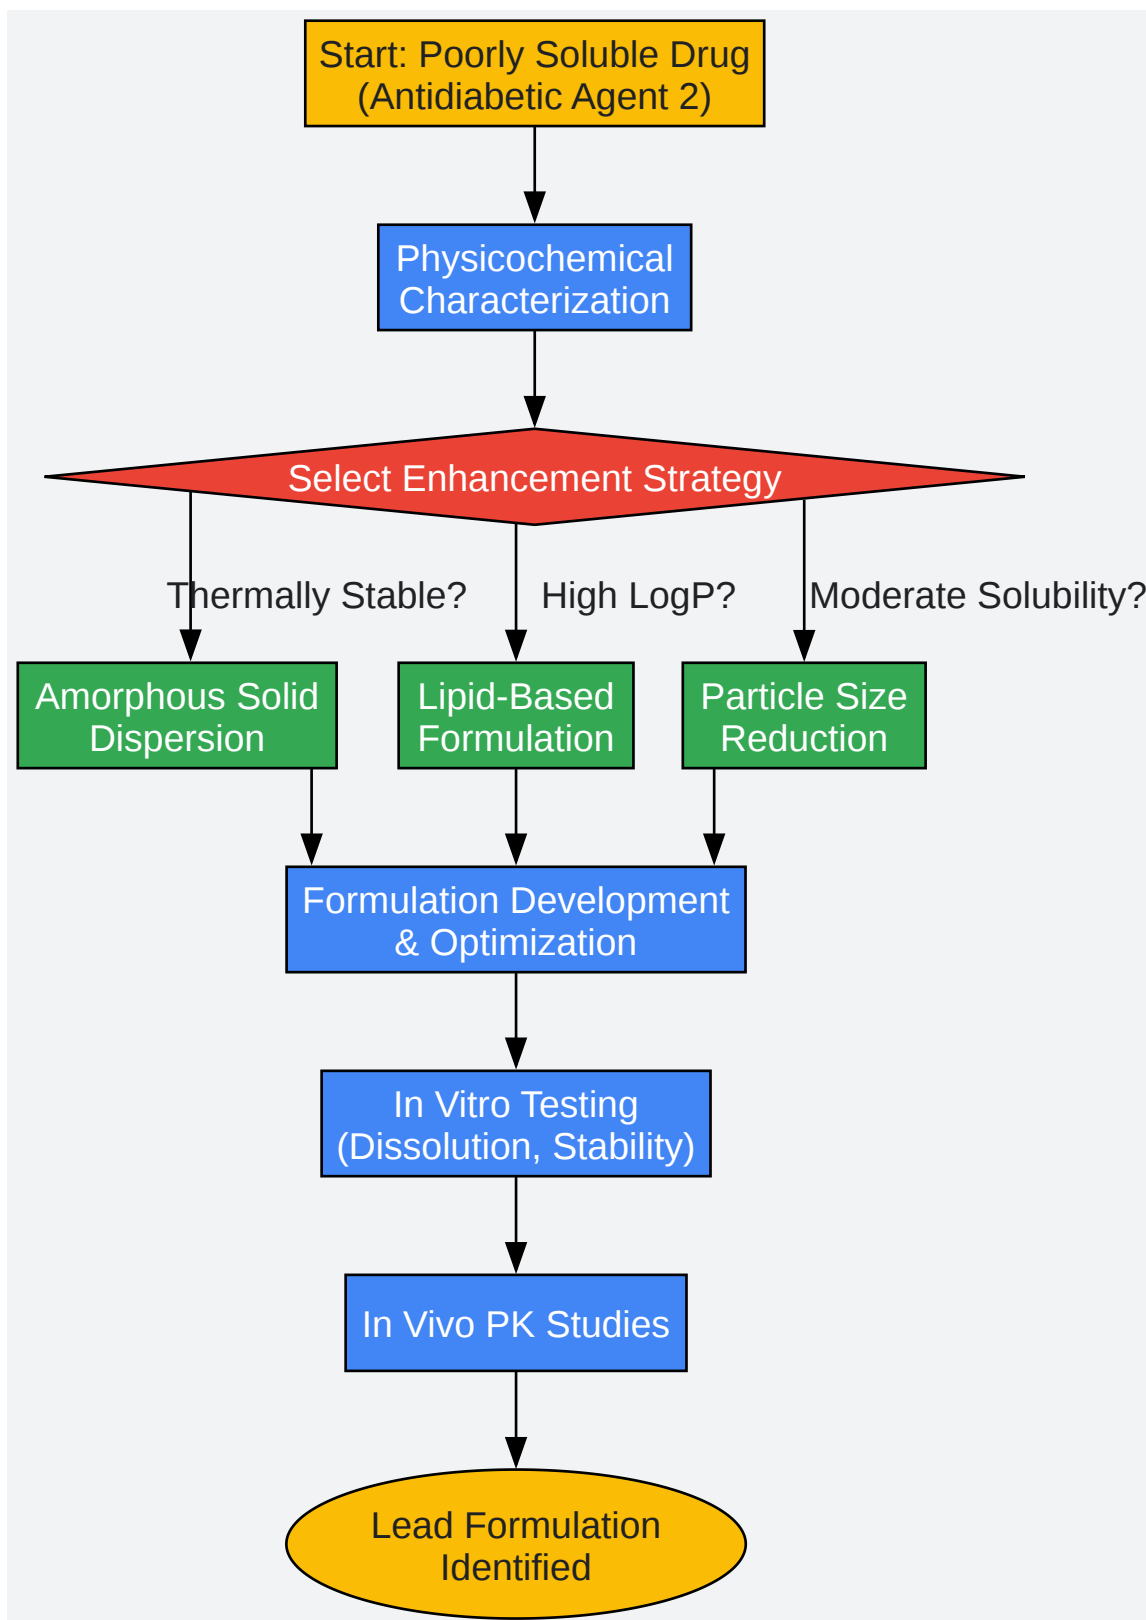 Start: Poorly Soluble Drug
(Antidiabetic Agent 2)
Physicochemical
Characterization
Select Enhancement Strategy
Thermally Stable?
High LogP?
Moderate Solubility?
Amorphous Solid
Dispersion
Lipid-Based
Formulation
Particle Size
Reduction
Formulation Development
& Optimization
In Vitro Testing
(Dissolution, Stability)
In Vivo PK Studies
Lead Formulation
Identified